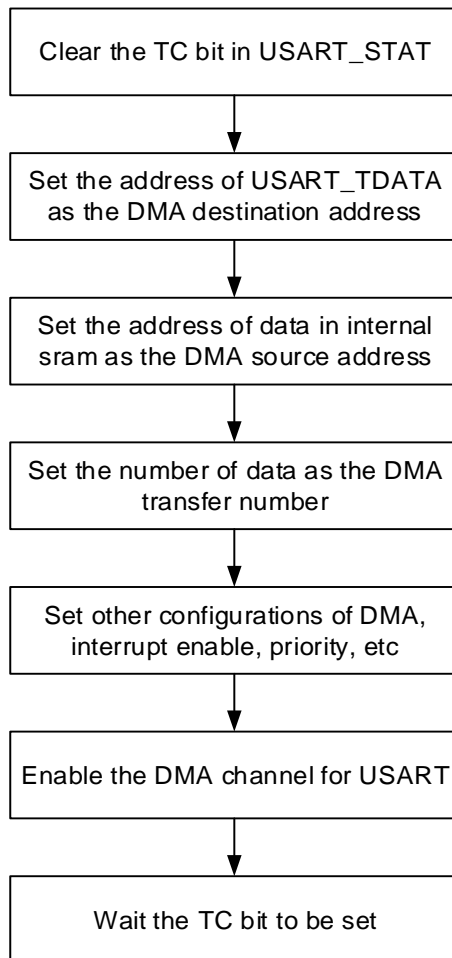 Clear the TC bit in USART_STAT
Set the address of USART_TDATA
as the DMA destination address
Set the address of data in internal
sram as the DMA source address
Set the number of data as the DMA
transfer number
Set other configurations of DMA,
interrupt enable, priority, etc
Enable the DMA channel for USART
Wait the TC bit to be set